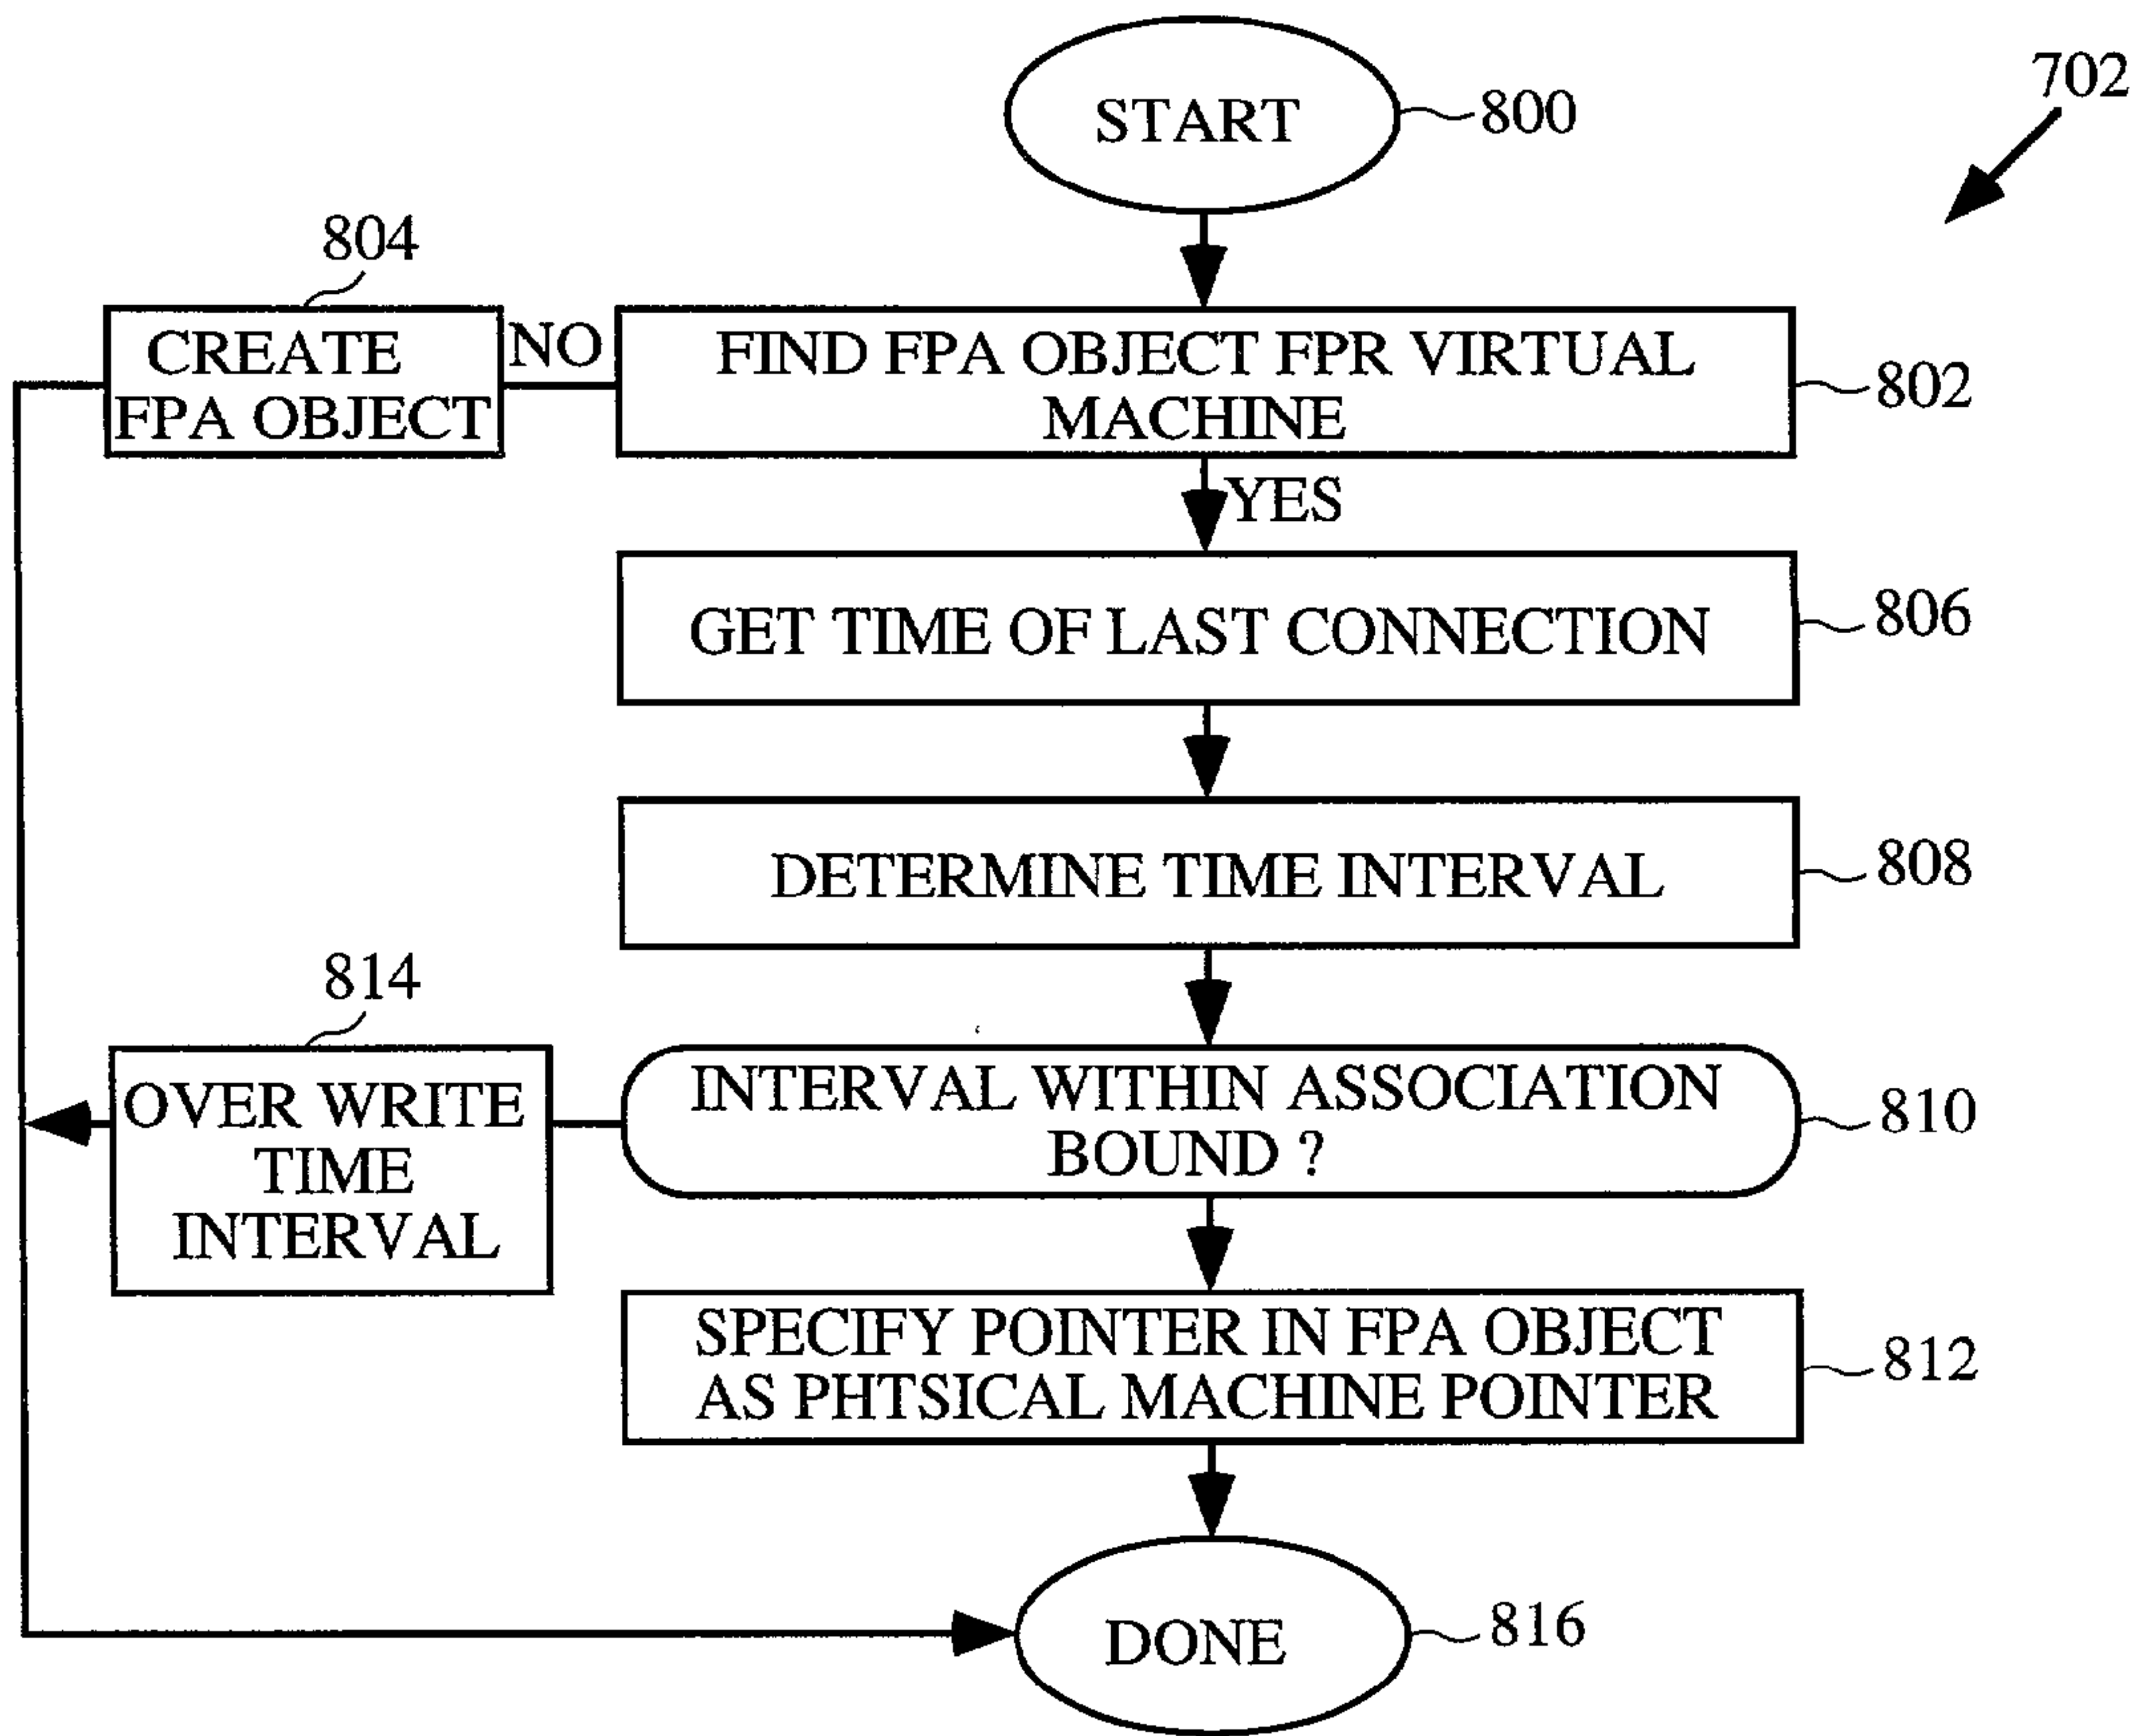 702
START
800
804
CREATE
FPA OBJECT
NO
FIND FPA OBJECT FPR VIRTUAL
MACHINE
802
YES
GET TIME OF LAST CONNECTION
806
DETERMINE TIME INTERVAL
808
814
OVER WRITE
TIME
INTERVAL
INTERVAL WITHIN ASSOCIATION
BOUND ?
810
SPECIFY POINTER IN FPA OBJECT
AS PHTSICAL MACHINE POINTER
812
DONE
816